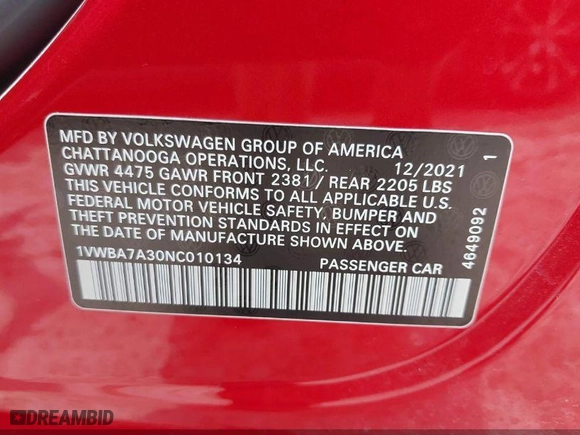 MFD BY VOLKSWAGEN GROUP OF AMERICA
CHATTANOOGA OPERATIONS, LLC. 12/2021
GVWR 4475 GAWR FRONT 2381/ REAR 2205 LBS
THIS VEHICLE CONFORMS TO ALL APPLICABLE U.S.
FEDERAL MOTOR VEHICLE SAFETY, BUMPER AND
THEFT PREVENTION STANDARDS IN EFFECT ON
THE DATE OF MANUFACTURE SHOWN ABOVE.
1VWBA7A30NC010134 PASSENGER CAR
4649092 1
DREAMBID